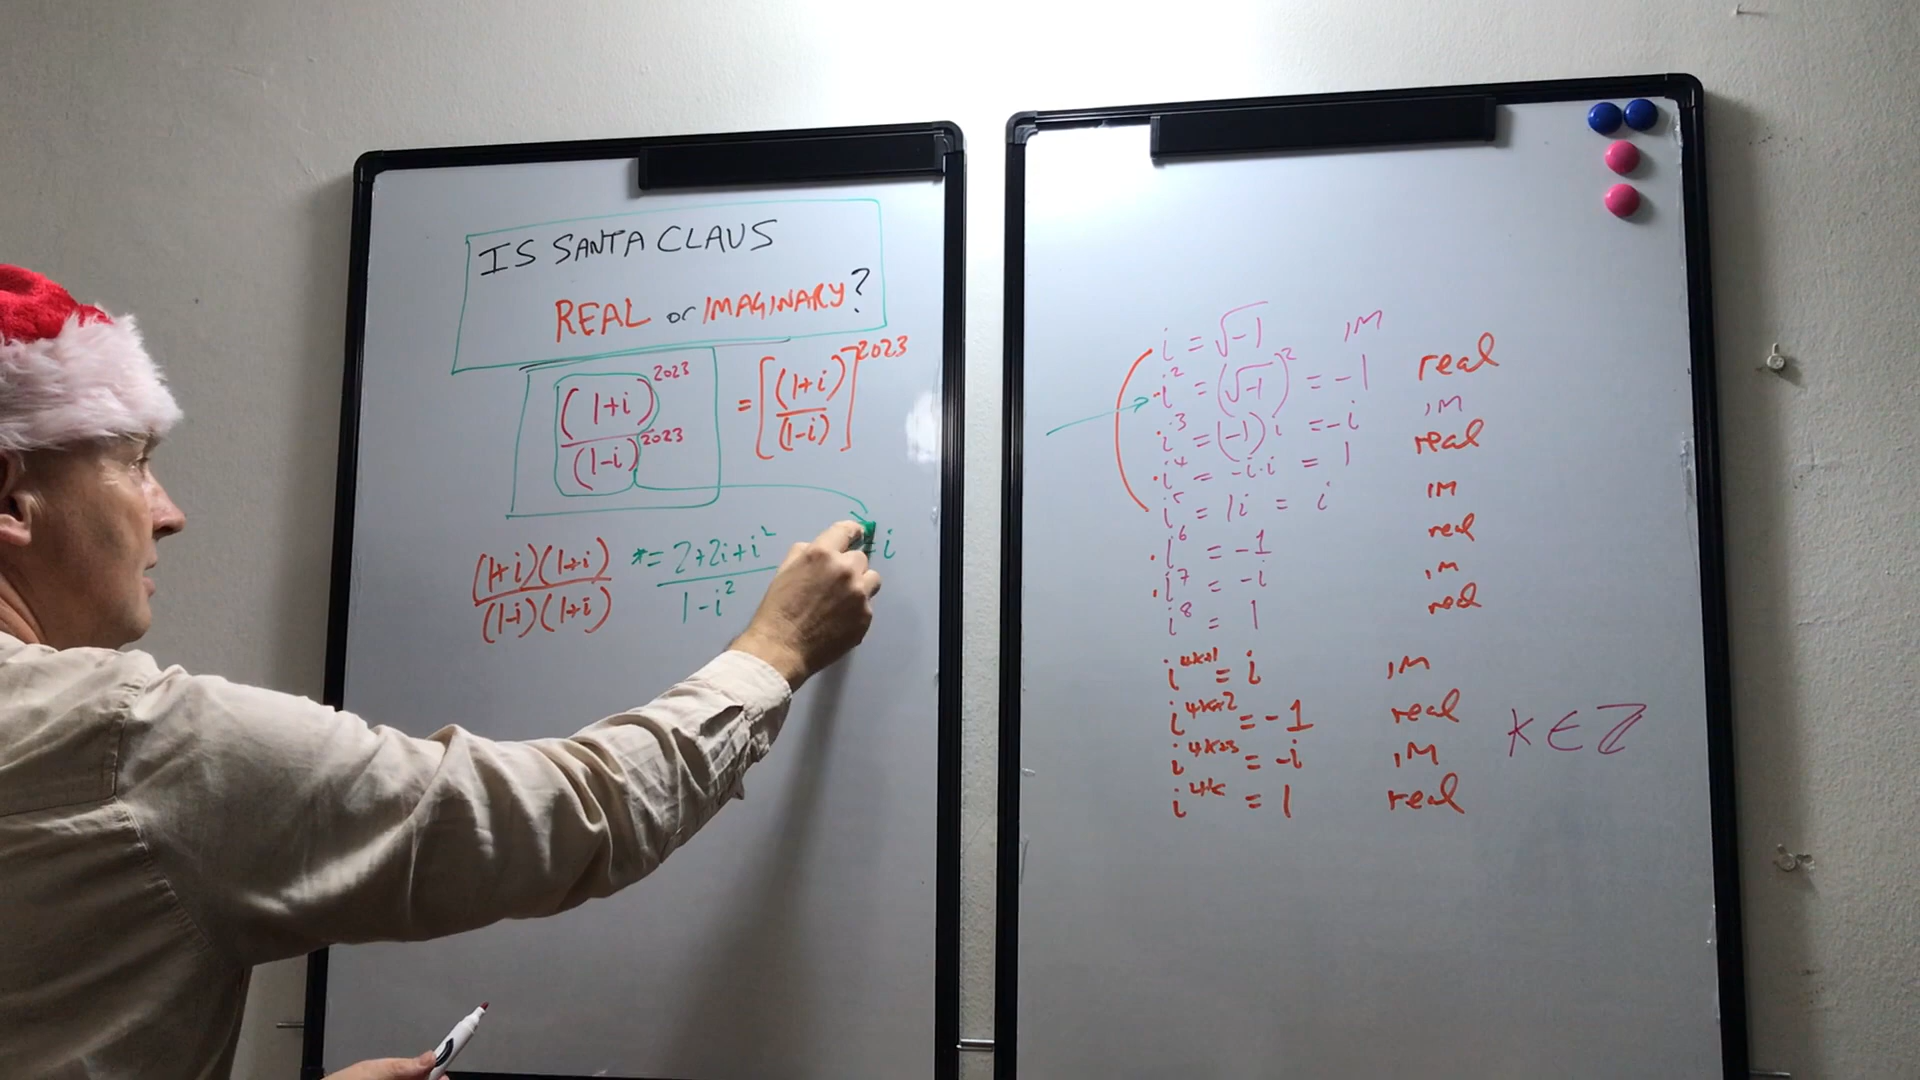 IS SANTA CLAUS
REAL or IMAGINARY?
(1+i)^2023 / (1-i)^2023 = [(1+i)/(1-i)]^2023
(1+i)(1+i) / (1-i)(1+i) *= 2+2i+i² / 1-i² = i
i = √-1 IM
i² = (√-1)² = -1 real
i³ = (-1)i = -i IM
i⁴ = -i·i = 1 real
i⁵ = 1i = i IM
i⁶ = -1 real
i⁷ = -i IM
i⁸ = 1 real
i^4k+1 = i IM
i^4k+2 = -1 real
k ∈ ℤ
i^4k+3 = -i IM
i^4k = 1 real